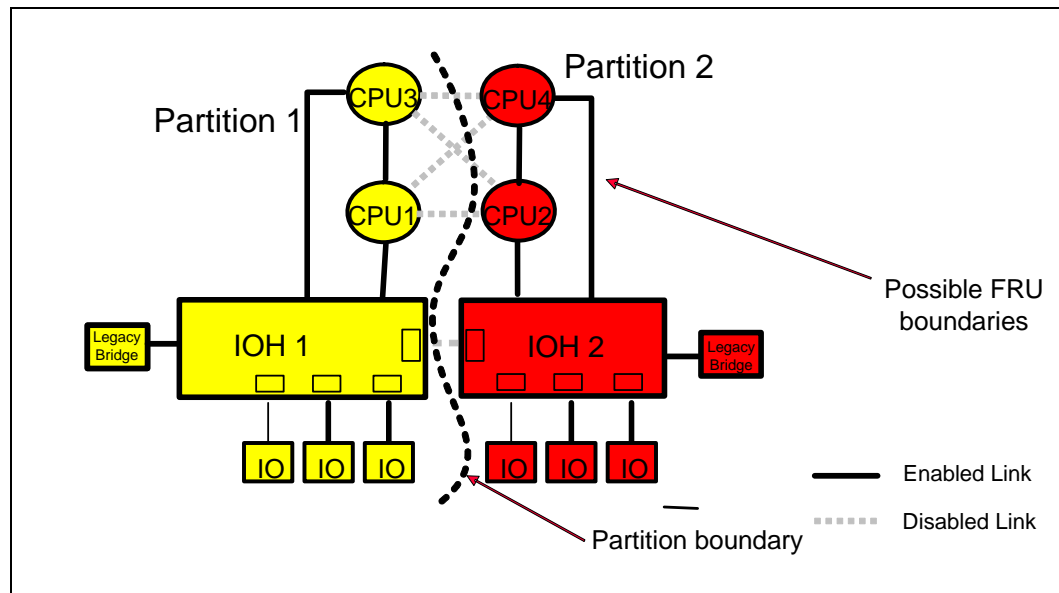 Partition 2
CPU3
CPU4
Partition 1
CPU1
CPU2
Possible FRU
boundaries
Legacy
Bridge
IOH 1
IOH 2
Legacy
Bridge
IO
IO
IO
IO
IO
IO
Enabled Link
Disabled Link
Partition boundary